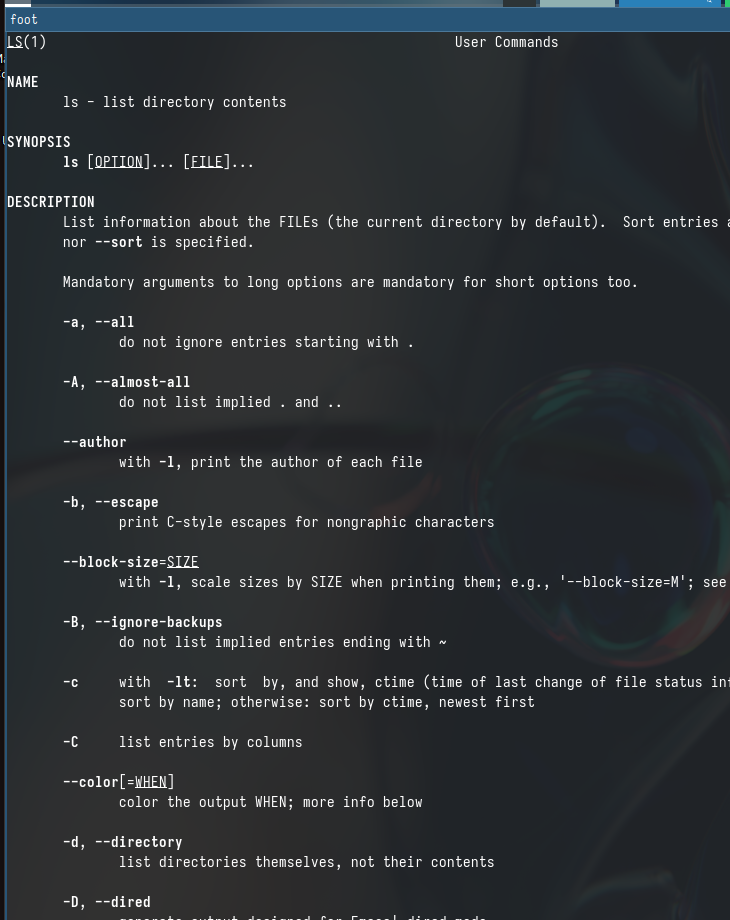 foot
LS(1) User Commands
NAME
ls - list directory contents
SYNOPSIS
ls [OPTION]... [FILE]...
DESCRIPTION
List information about the FILEs (the current directory by default). Sort entries
nor --sort is specified.
Mandatory arguments to long options are mandatory for short options too.
-a, --all
do not ignore entries starting with .
-A, --almost-all
do not list implied . and ..
--author
with -l, print the author of each file
-b, --escape
print C-style escapes for nongraphic characters
--block-size=SIZE
with -l, scale sizes by SIZE when printing them; e.g., '--block-size=M'; see
-B, --ignore-backups
do not list implied entries ending with ~
-c with -lt: sort by, and show, ctime (time of last change of file status
sort by name; otherwise: sort by ctime, newest first
-C list entries by columns
--color[=WHEN]
color the output WHEN; more info below
-d, --directory
list directories themselves, not their contents
-D, --dired
generate output designed for Emacs' dired mode